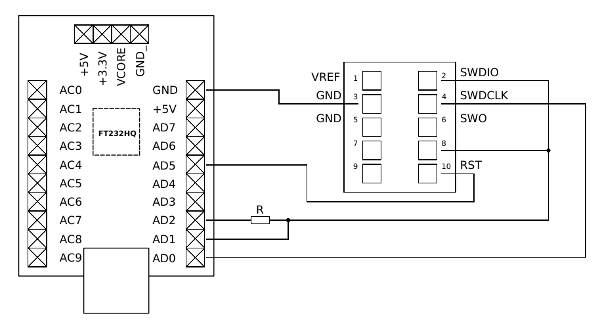 +5V
+3.3V
VCORE
GND_
AC0
AC1
AC2
AC3
AC4
AC5
AC6
AC7
AC8
AC9
FT232HQ
GND
+5V
AD7
AD6
AD5
AD4
AD3
AD2
AD1
AD0
R
VREF 1 2 SWDIO
GND 3 4 SWDCLK
GND 5 6 SWO
7 8
9 10 RST